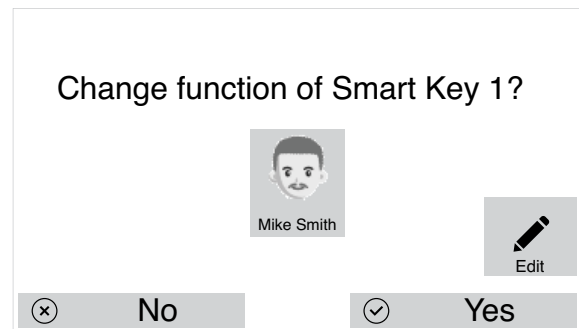 Change function of Smart Key 1?
Mike Smith
Edit
No
Yes